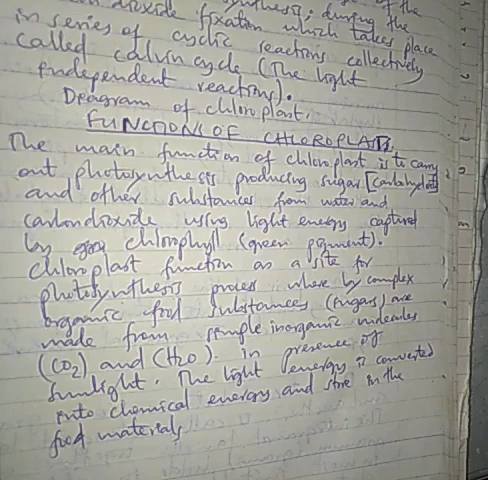 of the
synthesis; during the
dioxide fixation which takes place
in series of cyclic reactions collectively
called calvin cycle (The light
independent reactions).
Diagram of chloroplast.
FUNCTIONS OF CHLOROPLAST
The main function of chloroplast is to carry
out photosynthesis producing sugar [carbohydrate]
and other substances from water and
carbondioxide using light energy captured
by chlorophyll (green pigment).
chloroplast function as a site for
photosynthesis process where by complex
organic food substances (sugars) are
made from simple inorganic molecules
(CO2) and (H2O). in presence of
sunlight. The light energy is converted
into chemical energy and store in the
food materials